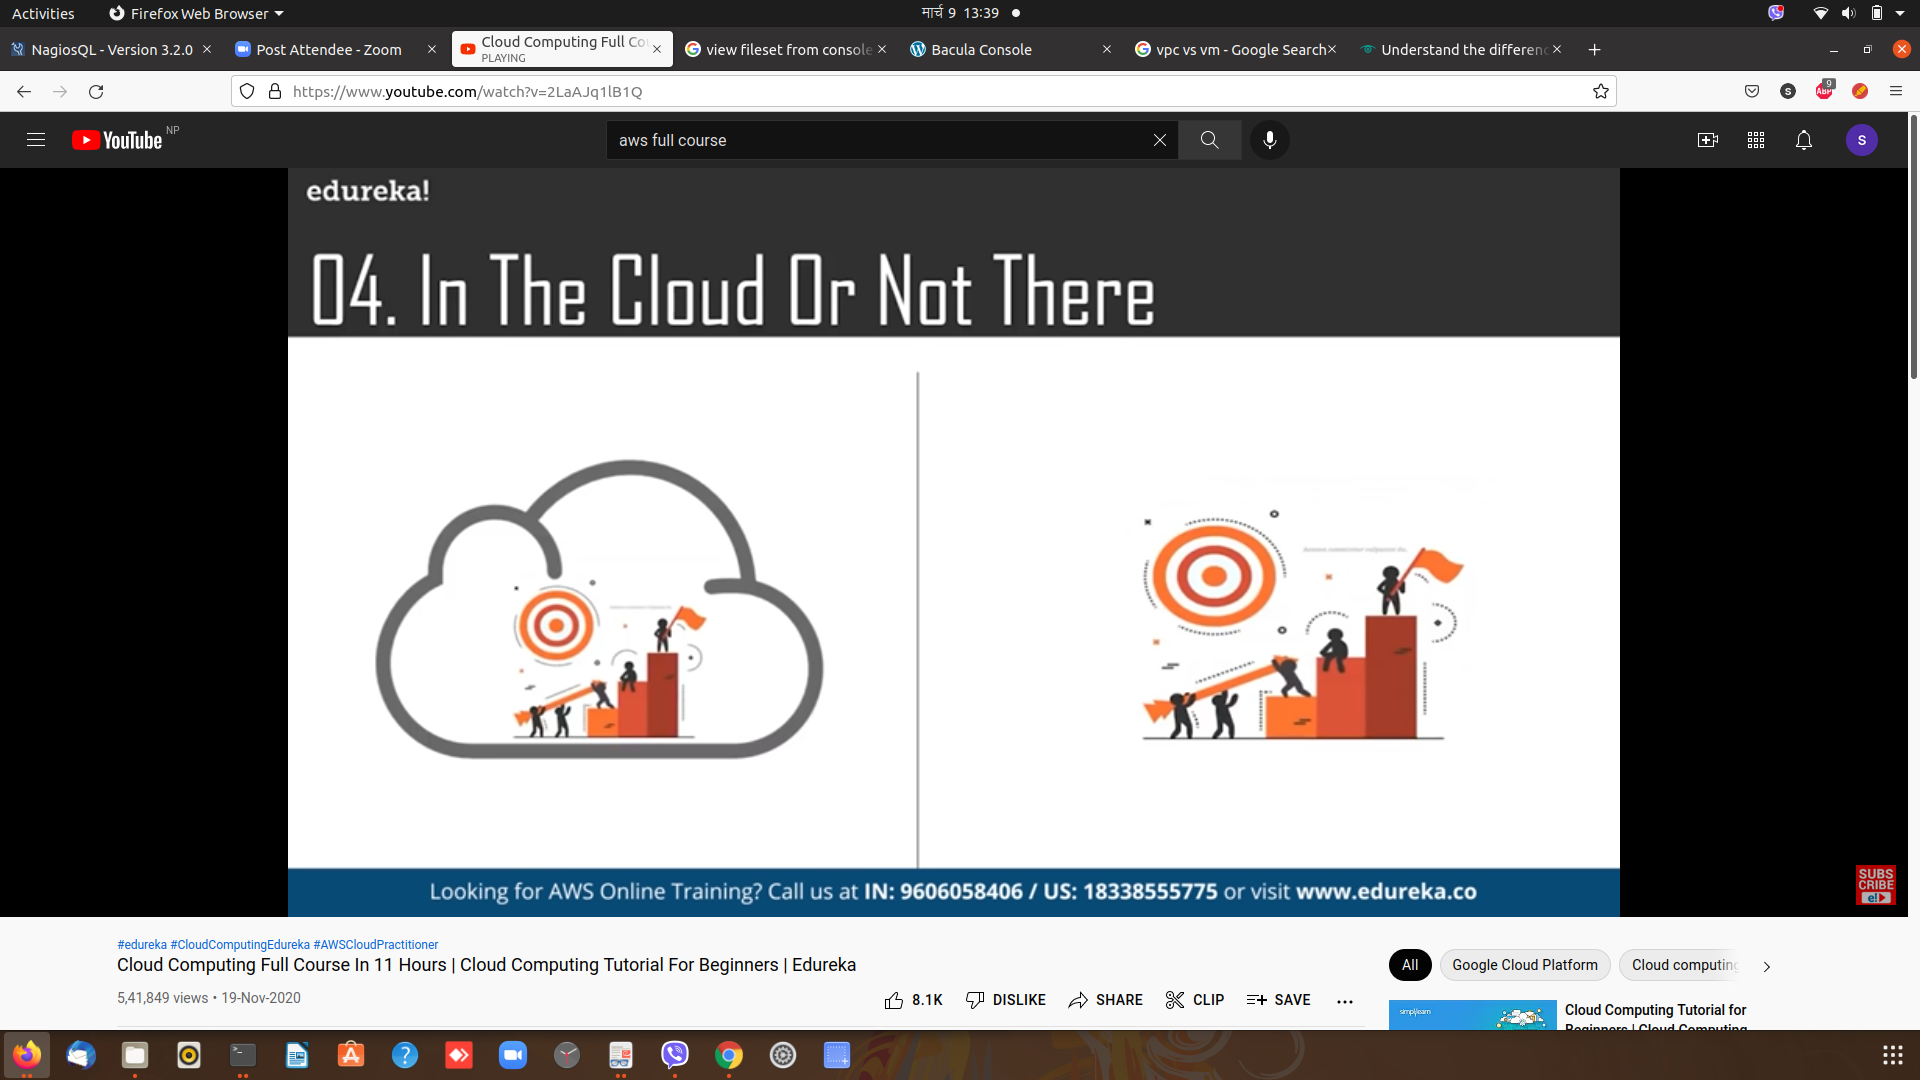 Activities
Firefox Web Browser
मार्च 9 13:39
NagiosQL - Version 3.2.0
Post Attendee - Zoom
Cloud Computing Full Co
PLAYING
view fileset from console
Bacula Console
vpc vs vm - Google Search
Understand the differen
https://www.youtube.com/watch?v=2LaAJq1lB1Q
S
ABP
9
YouTube NP
aws full course
S
edureka!
04. In The Cloud Or Not There
Looking for AWS Online Training? Call us at IN: 9606058406 / US: 18338555775 or visit www.edureka.co
SUBS
CRIBE
e!
#edureka #CloudComputingEdureka #AWSCloudPractitioner
Cloud Computing Full Course In 11 Hours | Cloud Computing Tutorial For Beginners | Edureka
5,41,849 views • 19-Nov-2020
8.1K
DISLIKE
SHARE
CLIP
SAVE
All
Google Cloud Platform
Cloud computing
simplilearn
Cloud Computing Tutorial for
Beginners | Cloud Computing